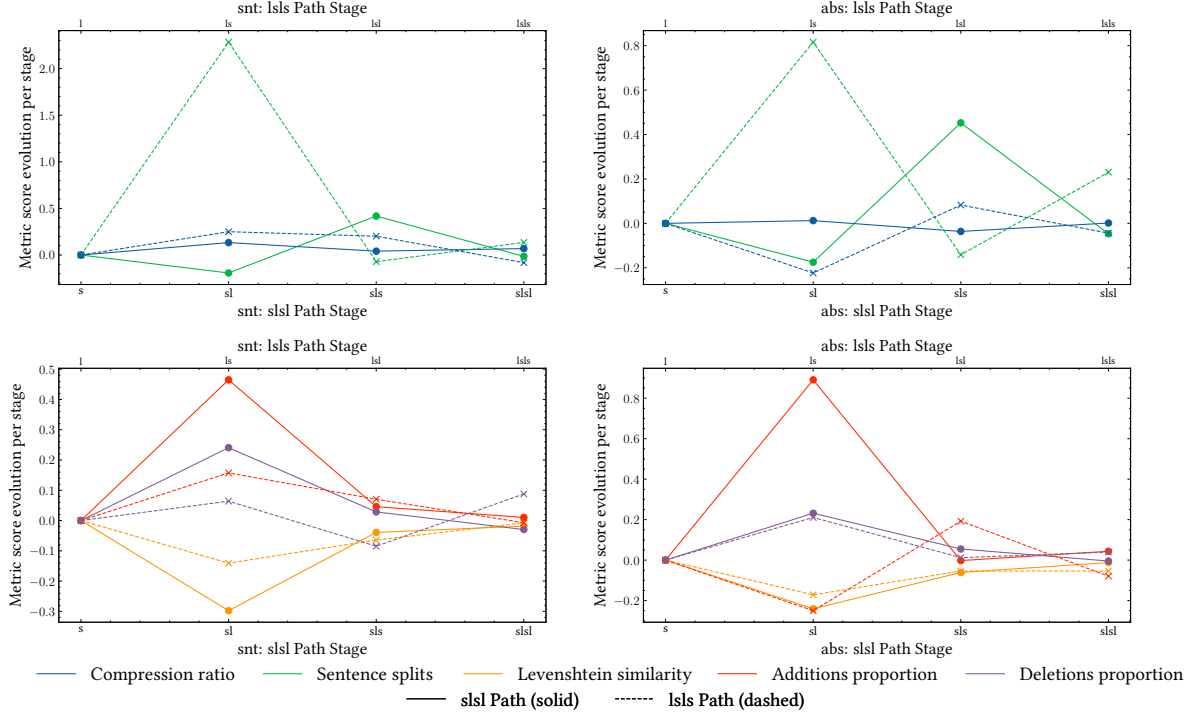 snt: lsls Path Stage
l ls lsl lsls
Metric score evolution per stage
2.0
1.5
1.0
0.5
0.0
s sl sls slsl
snt: slsl Path Stage
abs: lsls Path Stage
l ls lsl lsls
Metric score evolution per stage
0.8
0.6
0.4
0.2
0.0
−0.2
s sl sls slsl
abs: slsl Path Stage
snt: lsls Path Stage
l ls lsl lsls
Metric score evolution per stage
0.5
0.4
0.3
0.2
0.1
0.0
−0.1
−0.2
−0.3
s sl sls slsl
snt: slsl Path Stage
abs: lsls Path Stage
l ls lsl lsls
Metric score evolution per stage
0.8
0.6
0.4
0.2
0.0
−0.2
s sl sls slsl
abs: slsl Path Stage
Compression ratio Sentence splits Levenshtein similarity Additions proportion Deletions proportion
slsl Path (solid) lsls Path (dashed)